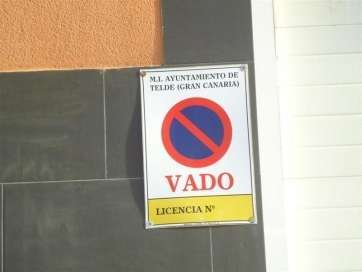 M.I. AYUNTAMIENTO DE
TELDE (GRAN CANARIA)
VADO
LICENCIA Nº